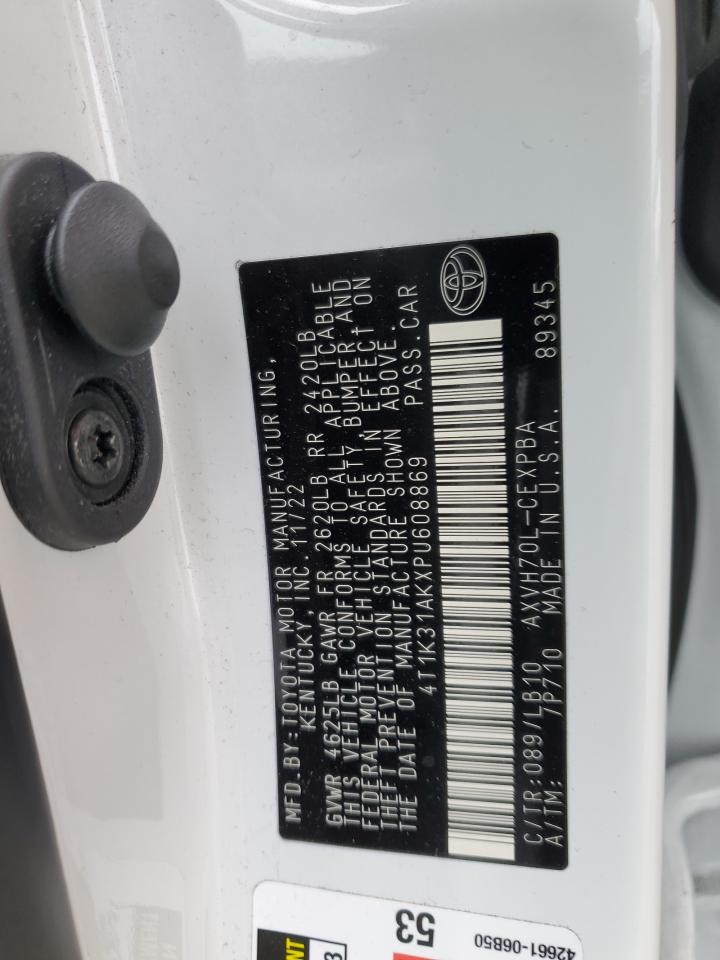 MFD.BY:TOYOTA MOTOR MANUFACTURING,
KENTUCKY, INC. 11/22
GVWR 4625LB GAWR FR 2620LB RR 2420LB
THIS VEHICLE CONFORMS TO ALL APPLICABLE
FEDERAL MOTOR VEHICLE SAFETY, BUMPER AND
THEFT PREVENTION STANDARDS IN EFFECT ON
THE DATE OF MANUFACTURE SHOWN ABOVE.
4T1K31AKXPU608869 PASS.CAR
C/TR:089/LB10 AXVH70L-CEXPBA
A/TM: 7P710 MADE IN U.S.A. 89345
53
42661-06B50